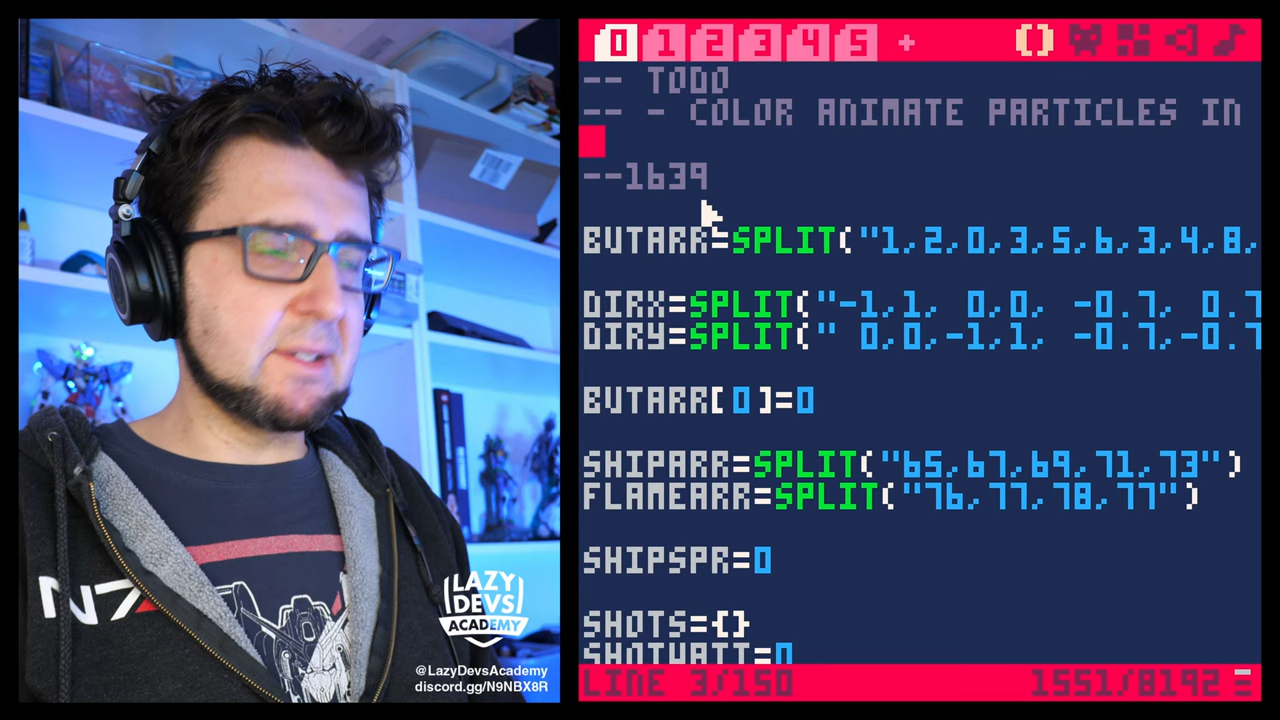 0 1 2 3 4 5 +
-- TODO
-- - COLOR ANIMATE PARTICLES IN
--1639
BUTARR=SPLIT("1,2,0,3,5,6,3,4,8,
DIRX=SPLIT("-1,1, 0,0, -0.7, 0.7
DIRY=SPLIT(" 0,0,-1,1, -0.7,-0.7
BUTARR[0]=0
SHIPARR=SPLIT("65,67,69,71,73")
FLAMEARR=SPLIT("76,77,78,77")
SHIPSPR=0
SHOTS={}
SHOTWAIT=0
LINE 3/150 1551/8192
N7
LAZY
DEVS
ACADEMY
@LazyDevsAcademy
discord.gg/N9NBX8R